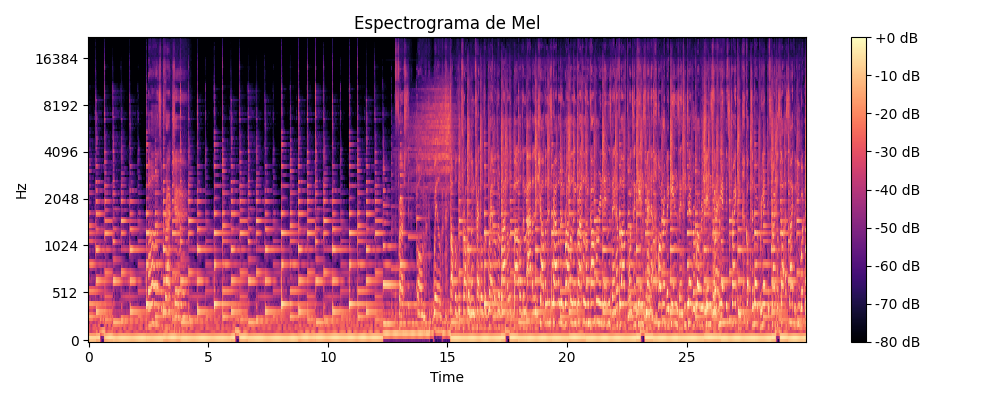 Espectrograma de Mel
Hz
16384
8192
4096
2048
1024
512
0
0 5 10 15 20 25
Time
+0 dB
-10 dB
-20 dB
-30 dB
-40 dB
-50 dB
-60 dB
-70 dB
-80 dB